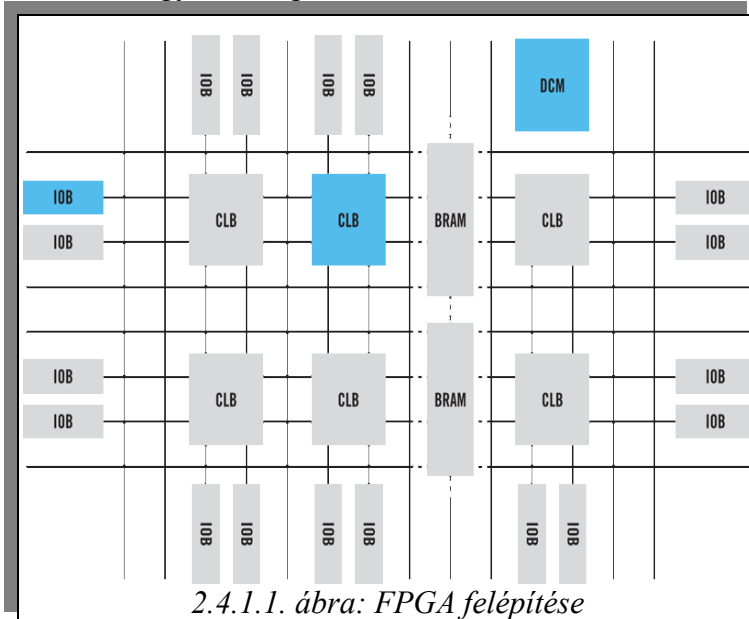 IOB IOB IOB IOB DCM
IOB CLB CLB BRAM CLB IOB
IOB IOB
IOB CLB CLB BRAM CLB IOB
IOB IOB
IOB IOB IOB IOB IOB IOB
2.4.1.1. ábra: FPGA felépítése